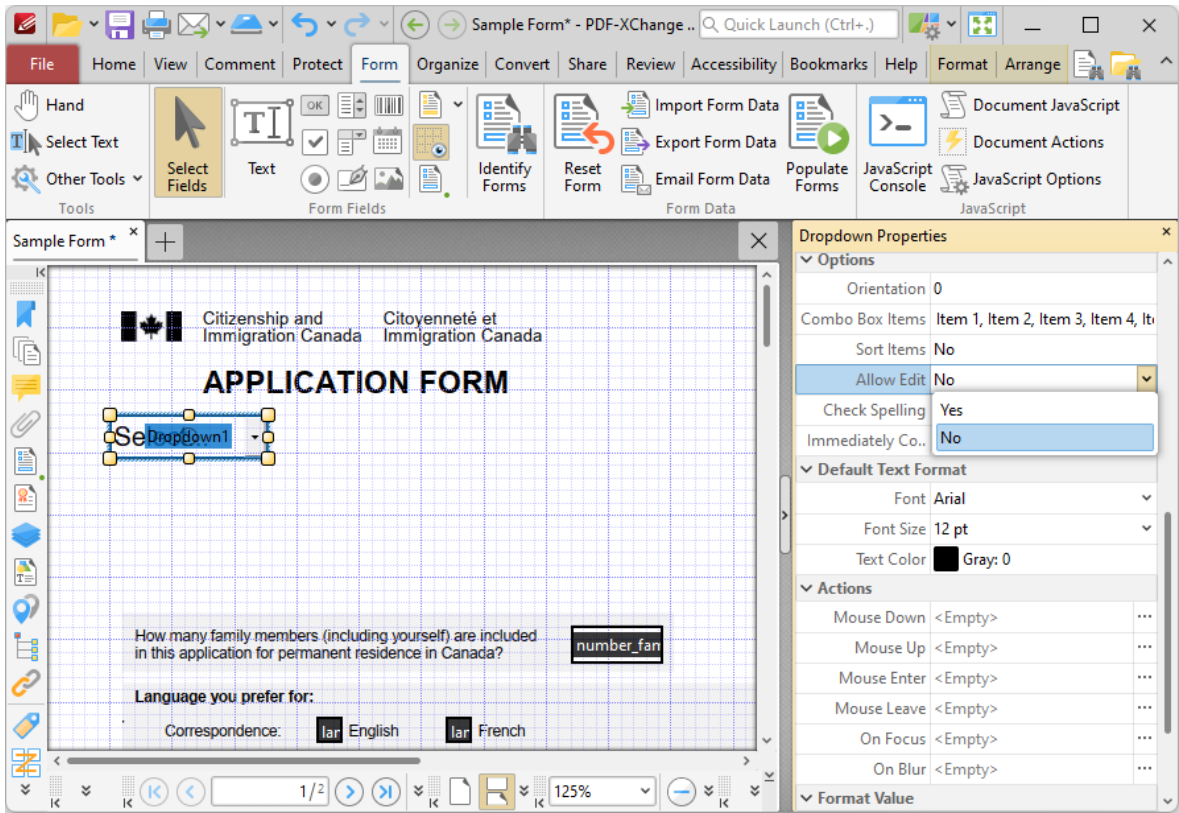 Sample Form* - PDF-XChange ..
Quick Launch (Ctrl+.)
File Home View Comment Protect Form Organize Convert Share Review Accessibility Bookmarks Help Format Arrange
Hand
Select Text
Other Tools
Tools
Select Fields
Text
OK
Form Fields
Identify Forms
Reset Form
Import Form Data
Export Form Data
Email Form Data
Populate Forms
Form Data
JavaScript Console
Document JavaScript
Document Actions
JavaScript Options
JavaScript
Sample Form *
Citizenship and
Immigration Canada
Citoyenneté et
Immigration Canada
APPLICATION FORM
Dropdown1
How many family members (including yourself) are included
in this application for permanent residence in Canada?
number_fan
Language you prefer for:
Correspondence: lar English lar French
1/2
125%
Dropdown Properties
Options
Orientation 0
Combo Box Items Item 1, Item 2, Item 3, Item 4, Ite
Sort Items No
Allow Edit No
Check Spelling Yes
Immediately Co.. No
Default Text Format
Font Arial
Font Size 12 pt
Text Color Gray: 0
Actions
Mouse Down <Empty> ...
Mouse Up <Empty> ...
Mouse Enter <Empty> ...
Mouse Leave <Empty> ...
On Focus <Empty> ...
On Blur <Empty> ...
Format Value